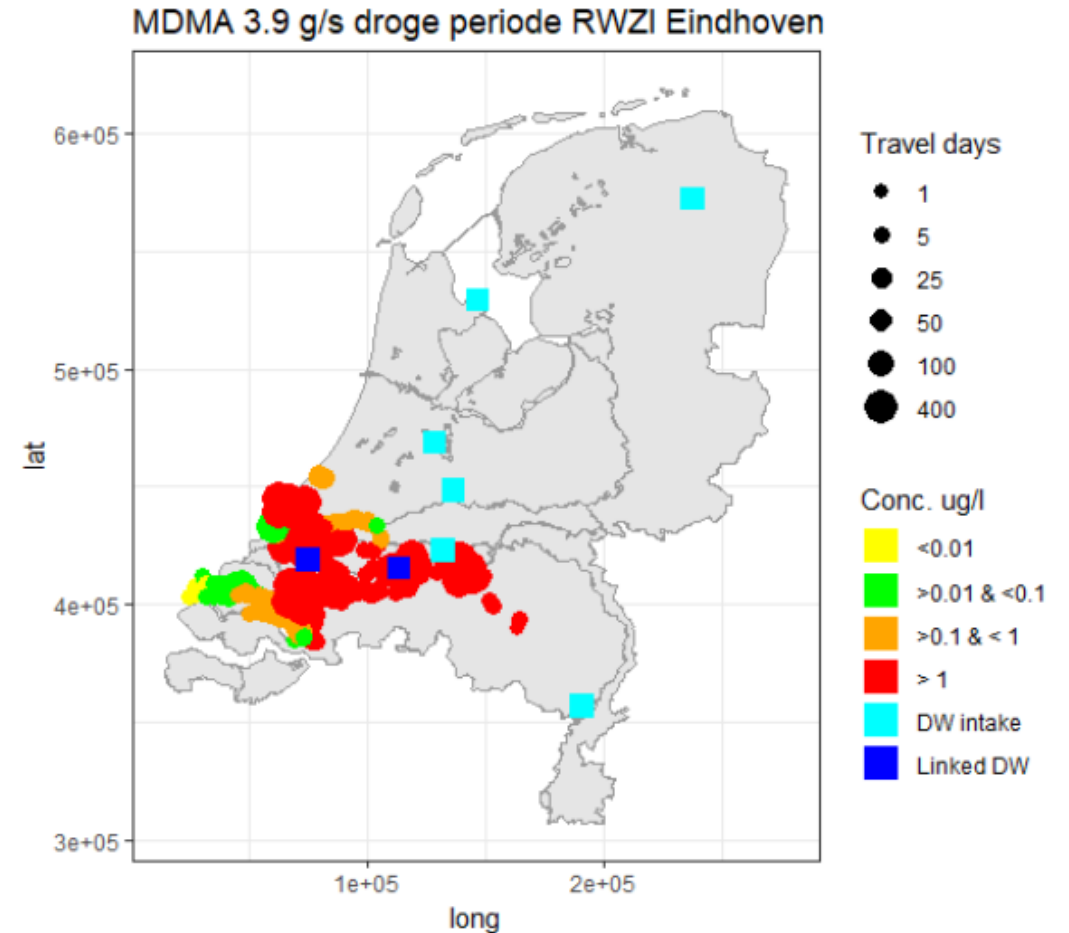 MDMA 3.9 g/s droge periode RWZI Eindhoven
6e+05
5e+05
4e+05
3e+05
lat
1e+05
2e+05
long
Travel days
1
5
25
50
100
400
Conc. ug/l
<0.01
>0.01 & <0.1
>0.1 & < 1
> 1
DW intake
Linked DW